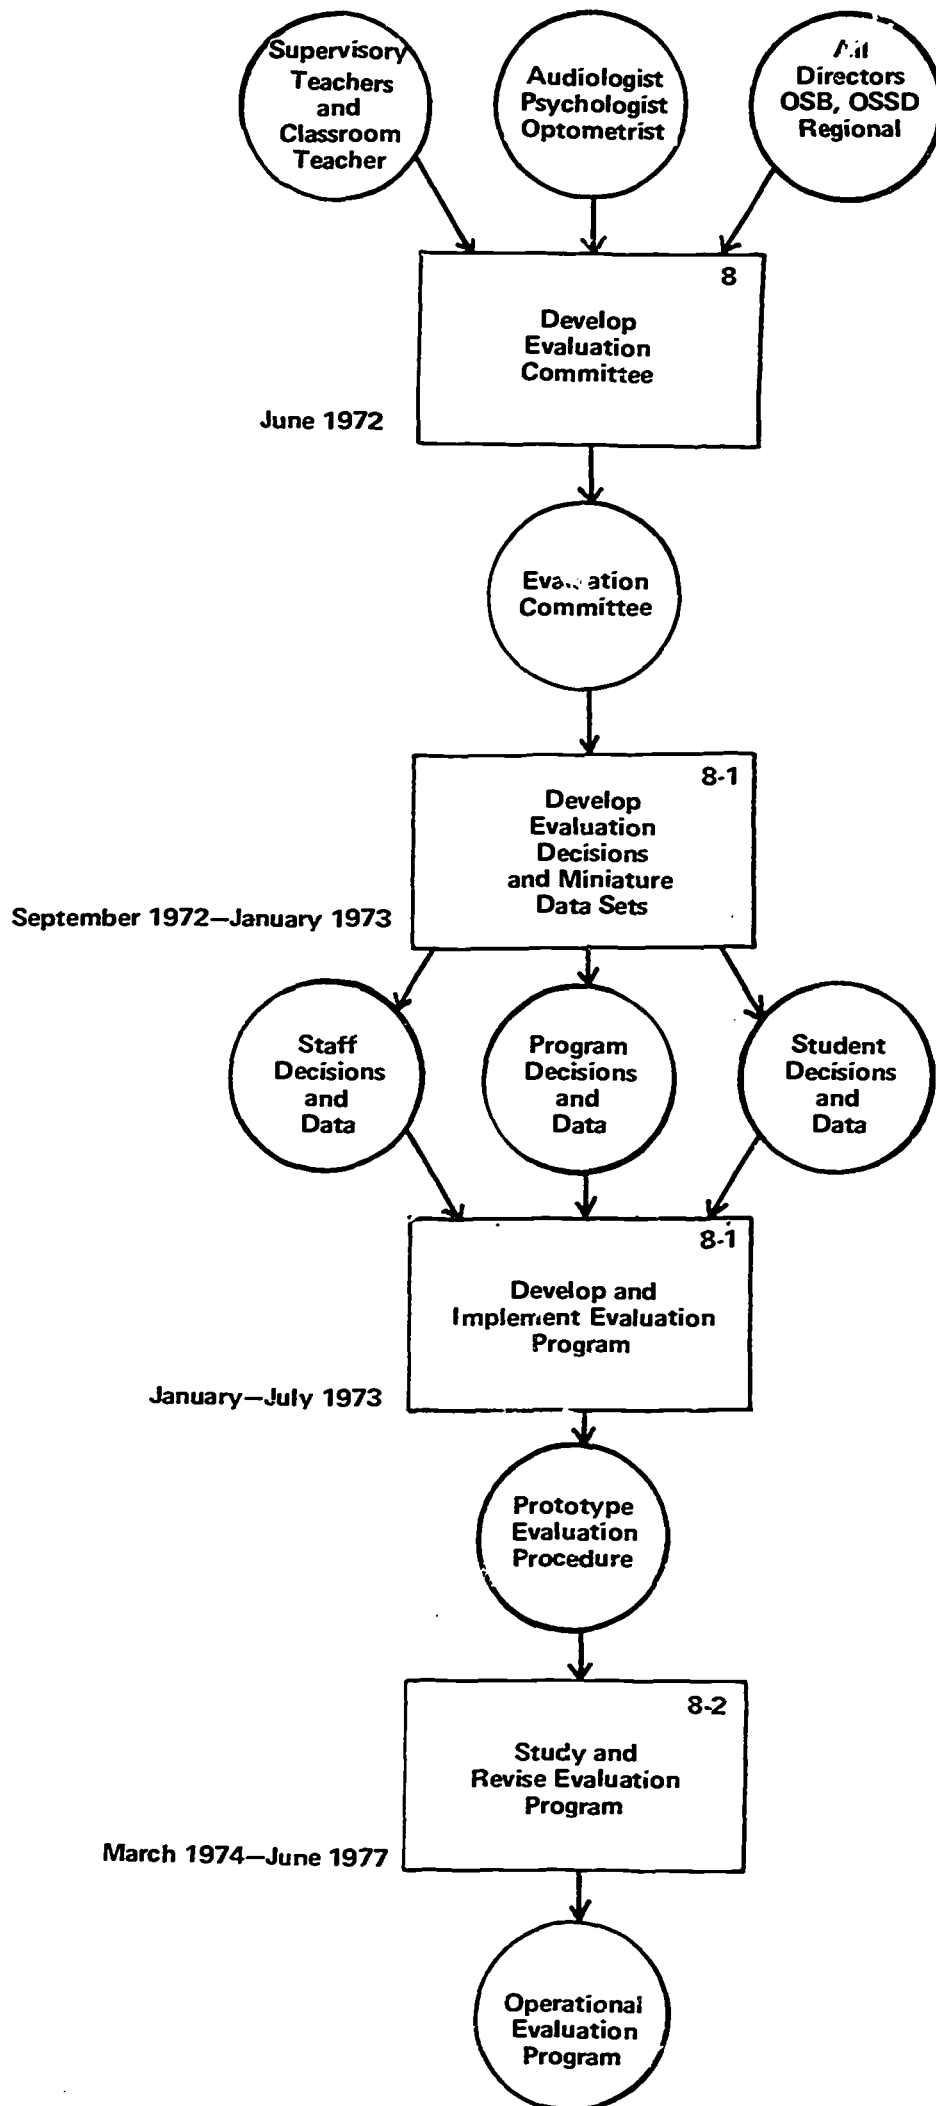 Supervisory
Teachers
and
Classroom
Teacher
Audiologist
Psychologist
Optometrist
Directors
OSB, OSSD
Regional
8
Develop
Evaluation
Committee
June 1972
Evaluation
Committee
8-1
Develop
Evaluation
Decisions
and Miniature
Data Sets
September 1972—January 1973
Staff
Decisions
and
Data
Program
Decisions
and
Data
Student
Decisions
and
Data
8-1
Develop and
Implement Evaluation
Program
January—July 1973
Prototype
Evaluation
Procedure
8-2
Study and
Revise Evaluation
Program
March 1974—June 1977
Operational
Evaluation
Program